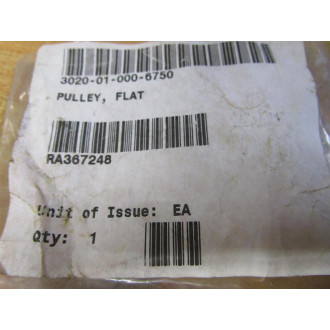 3020-01-000-6750
PULLEY, FLAT
RA367248
Unit of Issue: EA
Qty: 1